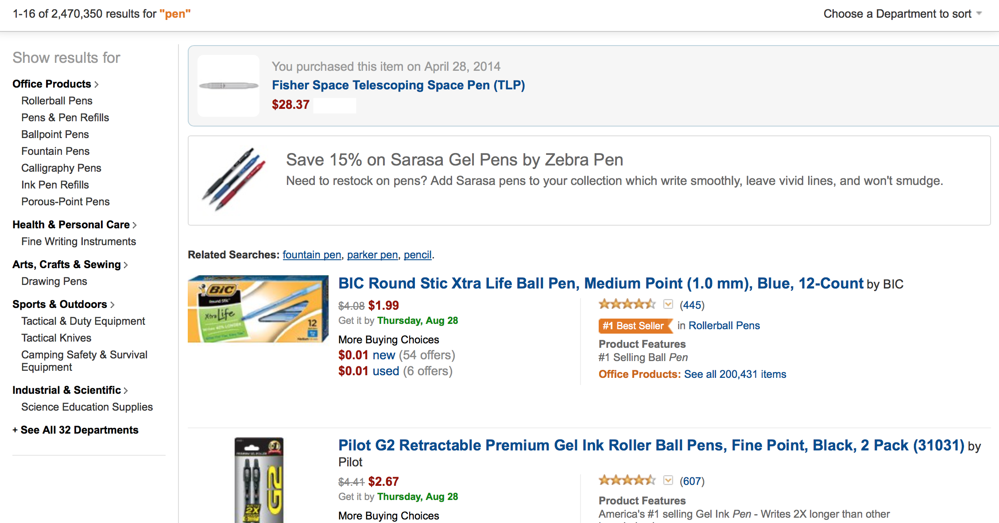 1-16 of 2,470,350 results for "pen"
Choose a Department to sort
Show results for
Office Products
Rollerball Pens
Pens & Pen Refills
Ballpoint Pens
Fountain Pens
Calligraphy Pens
Ink Pen Refills
Porous-Point Pens
Health & Personal Care
Fine Writing Instruments
Arts, Crafts & Sewing
Drawing Pens
Sports & Outdoors
Tactical & Duty Equipment
Tactical Knives
Camping Safety & Survival
Equipment
Industrial & Scientific
Science Education Supplies
+ See All 32 Departments
You purchased this item on April 28, 2014
Fisher Space Telescoping Space Pen (TLP)
$28.37
Save 15% on Sarasa Gel Pens by Zebra Pen
Need to restock on pens? Add Sarasa pens to your collection which write smoothly, leave vivid lines, and won't smudge.
Related Searches: fountain pen, parker pen, pencil.
BIC
Round Stic
Xtra Life
Writes 40% LONGER
12
BIC Round Stic Xtra Life Ball Pen, Medium Point (1.0 mm), Blue, 12-Count by BIC
$4.08 $1.99
Get it by Thursday, Aug 28
More Buying Choices
$0.01 new (54 offers)
$0.01 used (6 offers)
(445)
#1 Best Seller in Rollerball Pens
Product Features
#1 Selling Ball Pen
Office Products: See all 200,431 items
PREMIUM GEL ROLLER
G2
2X
Pilot G2 Retractable Premium Gel Ink Roller Ball Pens, Fine Point, Black, 2 Pack (31031) by
Pilot
$4.41 $2.67
Get it by Thursday, Aug 28
More Buying Choices
(607)
Product Features
America's #1 selling Gel Ink Pen - Writes 2X longer than other